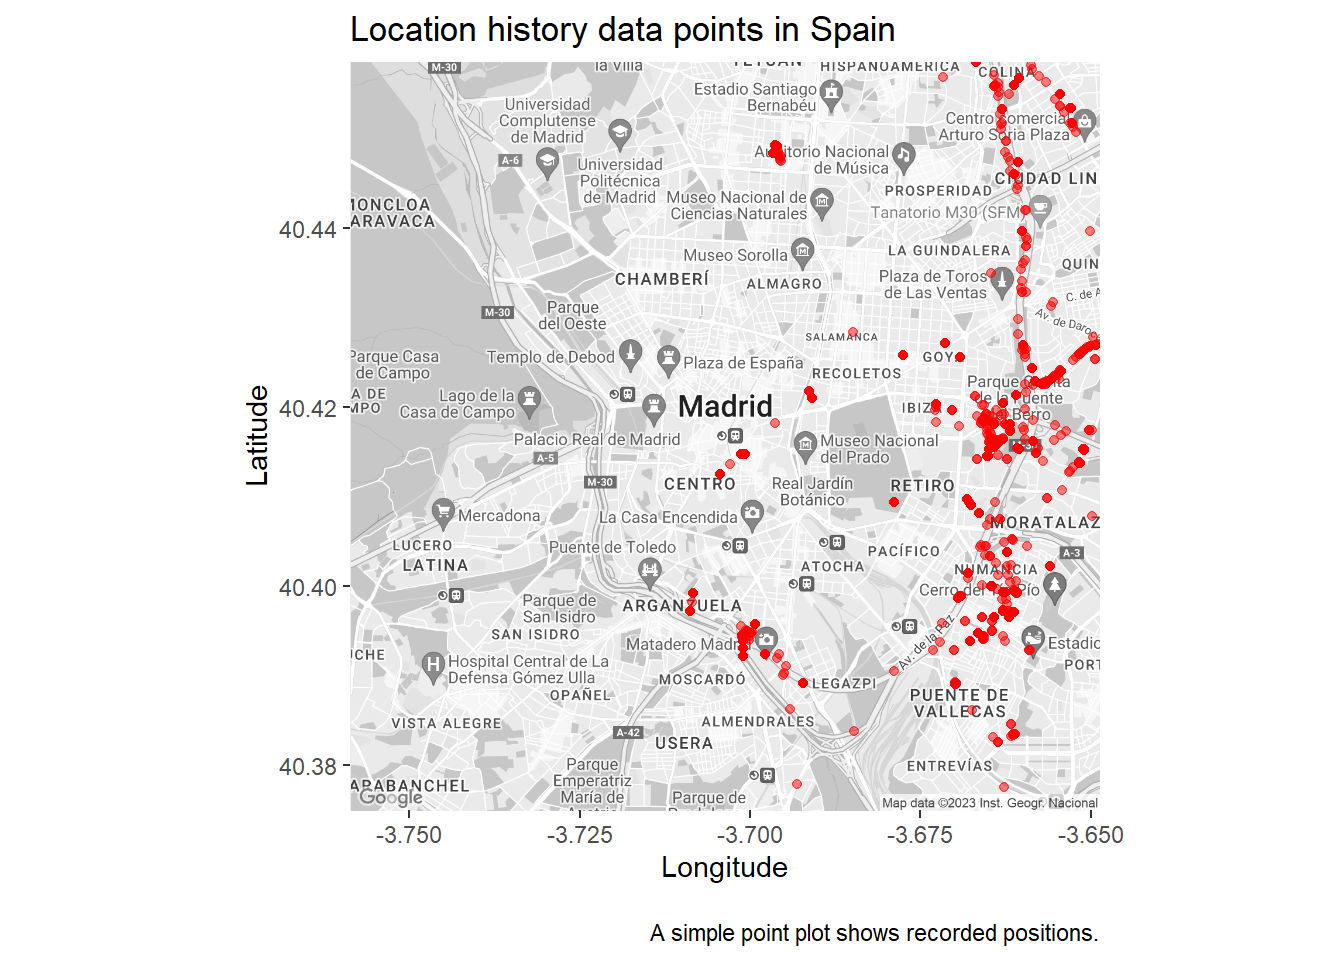 Location history data points in Spain
M-30
la Villa
TETUÁN
HISPANOAMÉRICA
COLINA
Estadio Santiago
Bernabéu
Universidad
Complutense
de Madrid
Centro Comercial
Arturo Soria Plaza
A-6
Universidad
Politécnica
de Madrid
Auditorio Nacional
de Música
CIUDAD LIN
PROSPERIDAD
MONCLOA
ARAVACA
Museo Nacional de
Ciencias Naturales
Tanatorio M30 (SFM
40.44
Museo Sorolla
LA GUINDALERA
QUIN
CHAMBERÍ
ALMAGRO
Plaza de Toros
de Las Ventas
C. de A
Parque
del Oeste
M-30
Av. de Daro
SALAMANCA
Parque Casa
de Campo
Templo de Debod
Plaza de España
GOYA
RECOLETOS
Parque Quinta
de la Fuente
del Berro
A DE
MPO
Lago de la
Casa de Campo
Madrid
IBIZA
40.42
Palacio Real de Madrid
Museo Nacional
del Prado
A-5
M-30
CENTRO
Real Jardín
Botánico
RETIRO
Mercadona
La Casa Encendida
MORATALAZ
LUCERO
LATINA
Puente de Toledo
PACÍFICO
A-3
ATOCHA
NUMANCIA
40.40
Cerro del Tío Pío
Parque de
San Isidro
ARGANZUELA
SAN ISIDRO
Matadero Madrid
Av. de la Paz
Estadio
UCHE
Hospital Central de La
Defensa Gómez Ulla
PORT
MOSCARDÓ
LEGAZPI
OPAÑEL
PUENTE DE
VALLECAS
VISTA ALEGRE
ALMENDRALES
A-42
USERA
40.38
Parque
Emperatriz
María de
Austria
ENTREVÍAS
ARABANCHEL
Parque de
Google
Map data ©2023 Inst. Geogr. Nacional
Latitude
-3.750
-3.725
-3.700
-3.675
-3.650
Longitude
A simple point plot shows recorded positions.